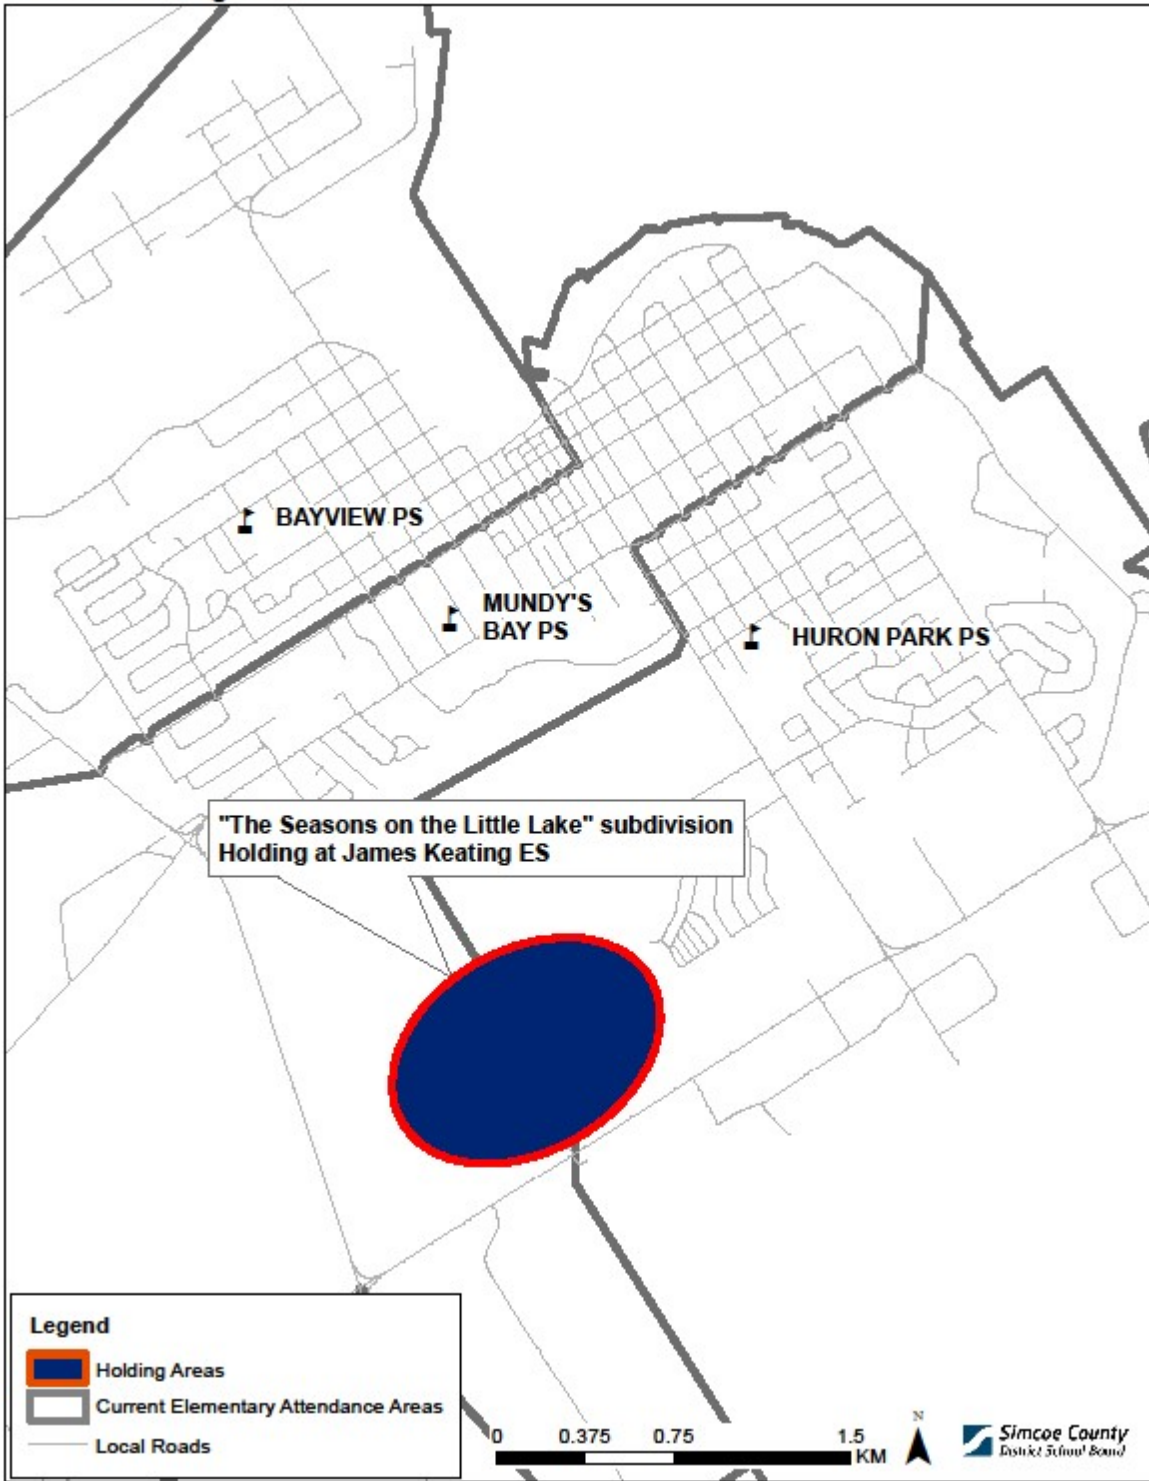 BAYVIEW PS
MUNDY'S
BAY PS
HURON PARK PS
"The Seasons on the Little Lake" subdivision
Holding at James Keating ES
Legend
Holding Areas
Current Elementary Attendance Areas
Local Roads
0 0.375 0.75 1.5
KM
N
Simcoe County
District School Board